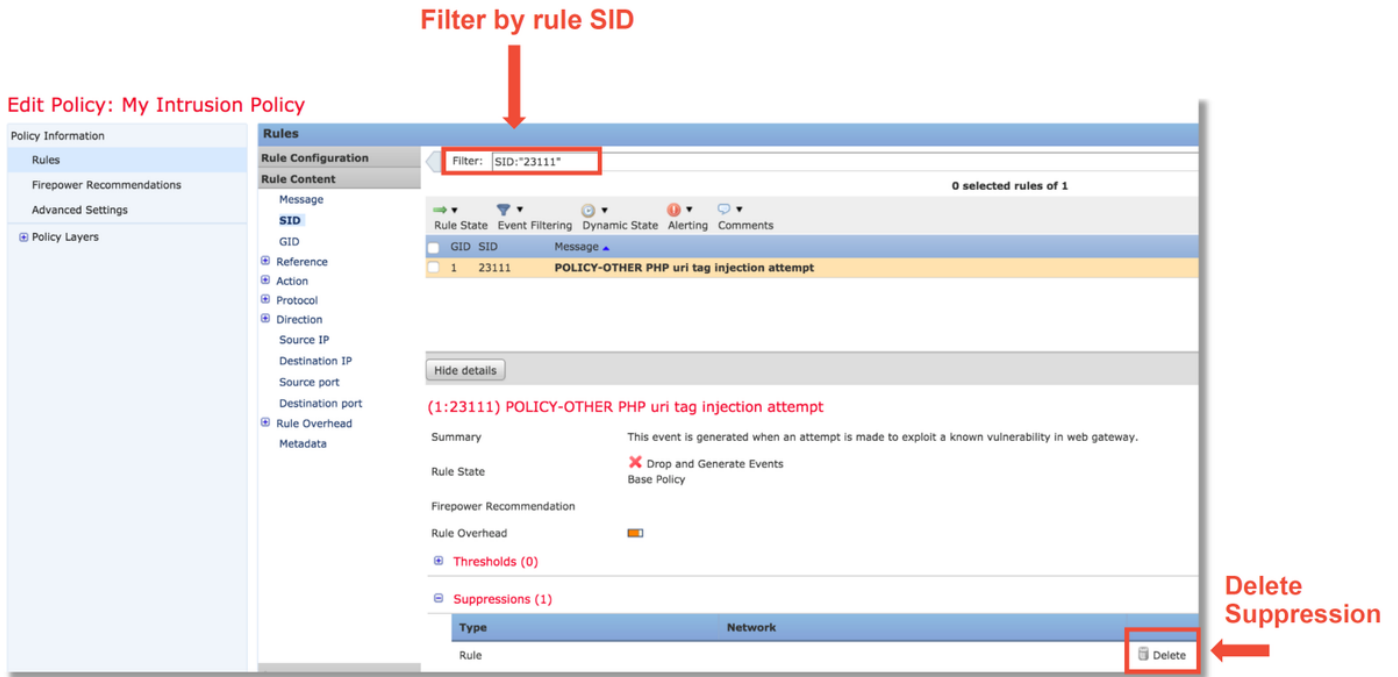 Filter by rule SID
Edit Policy: My Intrusion Policy
Policy Information
Rules
Firepower Recommendations
Advanced Settings
Policy Layers
Rules
Rule Configuration
Rule Content
Message
SID
GID
Reference
Action
Protocol
Direction
Source IP
Destination IP
Source port
Destination port
Rule Overhead
Metadata
Filter: SID:"23111"
0 selected rules of 1
Rule State Event Filtering Dynamic State Alerting Comments
GID SID Message
1 23111 POLICY-OTHER PHP uri tag injection attempt
Hide details
(1:23111) POLICY-OTHER PHP uri tag injection attempt
Summary This event is generated when an attempt is made to exploit a known vulnerability in web gateway.
Rule State Drop and Generate Events
Base Policy
Firepower Recommendation
Rule Overhead
Thresholds (0)
Suppressions (1)
Type Network
Rule Delete
Delete
Suppression